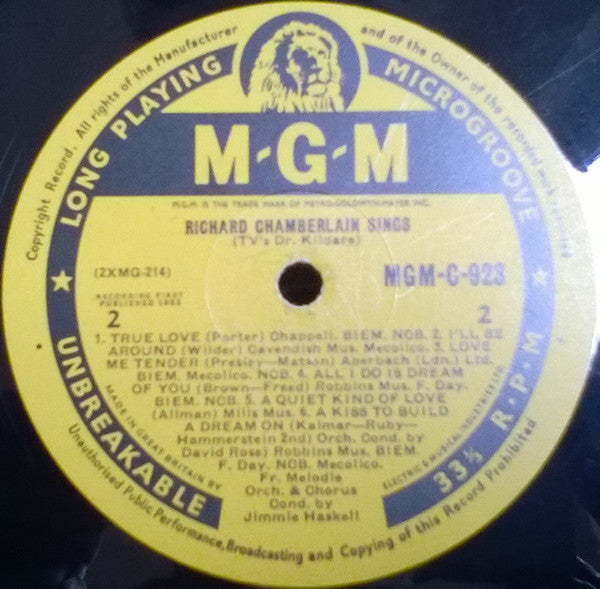 Copyright Record. All rights of the Manufacturer and of the Owner of the recorded work reserved
LONG PLAYING MICROGROOVE
M-G-M
M.G.M. IS THE TRADE MARK OF METRO-GOLDWYN-MAYER INC.
RICHARD CHAMBERLAIN SINGS
(TV's Dr. Kildare)
(2XMG-214)
MGM-C-923
RECORDING FIRST
PUBLISHED 1962
2
2
1. TRUE LOVE (Porter) Chappell. BIEM. NCB. 2. I'LL BE
AROUND (Wilder) Cavendish Mus. Mecolico. 3. LOVE
ME TENDER (Presley-Matson) Aberbach (Ldn.) Ltd.
BIEM. Mecolico. NCB. 4. ALL I DO IS DREAM
OF YOU (Brown-Freed) Robbins Mus. F. Day.
BIEM. NCB. 5. A QUIET KIND OF LOVE
(Allman) Mills Mus. 6. A KISS TO BUILD
A DREAM ON (Kalmar-Ruby-
Hammerstein 2nd) Orch. Cond. by
David Rose) Robbins Mus. BIEM.
F. Day. NCB. Mecolico.
Fr. Melodie
Orch. & Chorus
Cond. by
Jimmie Haskell
MADE IN GREAT BRITAIN BY
ELECTRIC & MUSICAL INDUSTRIES LTD
UNBREAKABLE
33⅓ R.P.M
Unauthorised Public Performance, Broadcasting and Copying of this Record Prohibited